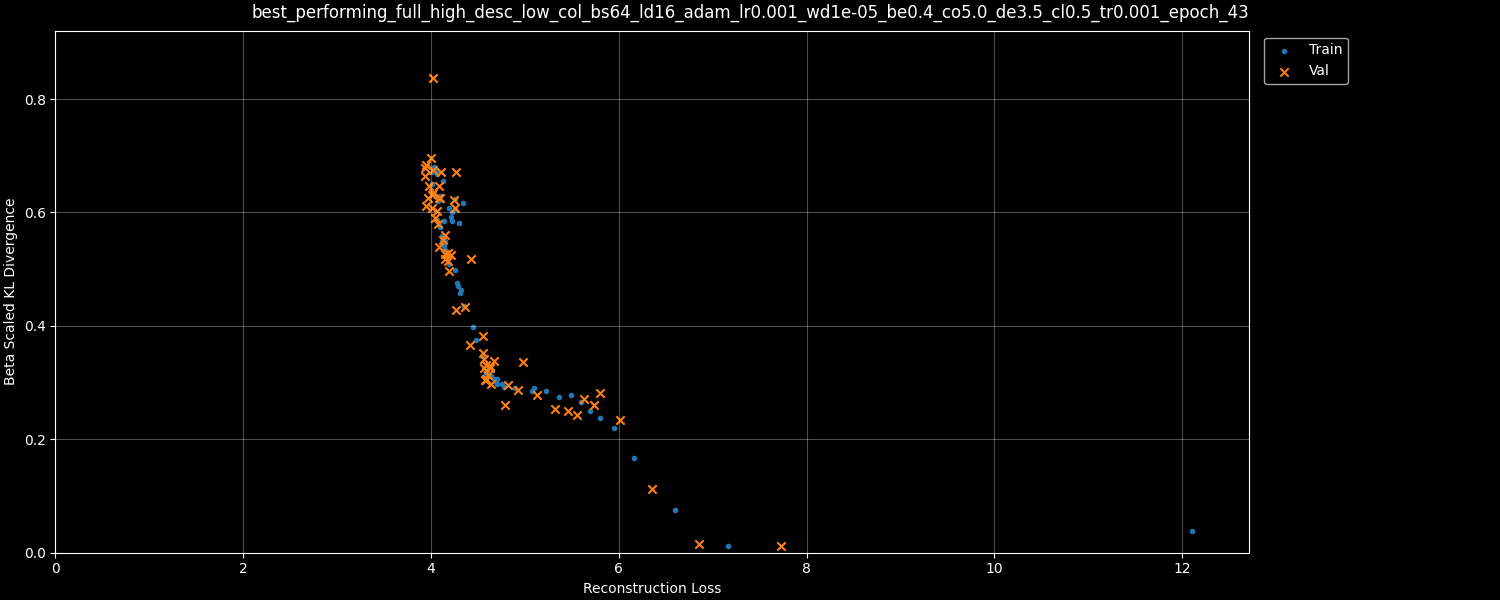 best_performing_full_high_desc_low_col_bs64_ld16_adam_lr0.001_wd1e-05_be0.4_co5.0_de3.5_cl0.5_tr0.001_epoch_43
Train
Val
Beta Scaled KL Divergence
0.8
0.6
0.4
0.2
0.0
0
2
4
6
8
10
12
Reconstruction Loss